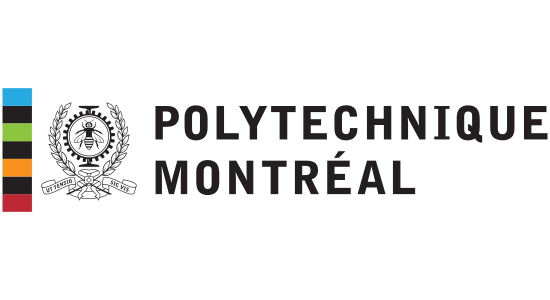 POLYTECHNIQUE
MONTRÉAL
UT TENSIO SIC VIS